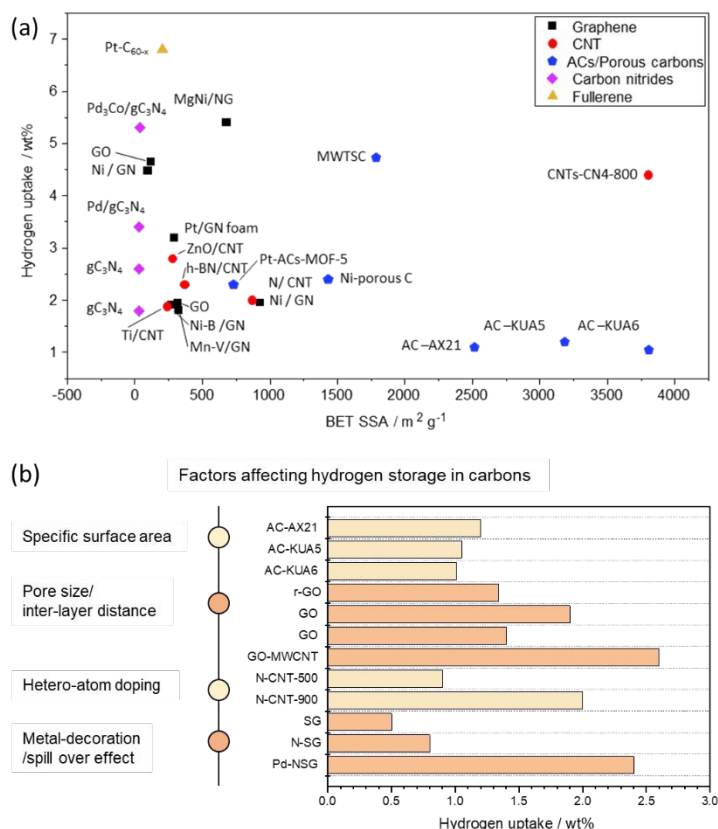 (a)
Graphene
CNT
ACs/Porous carbons
Carbon nitrides
Fullerene
7
6
5
4
3
2
1
Hydrogen uptake / wt%
Pt-C60-x
Pd3Co/gC3N4
MgNi/NG
GO
Ni / GN
MWTSC
CNTs-CN4-800
Pd/gC3N4
Pt/GN foam
ZnO/CNT
h-BN/CNT
Pt-ACs-MOF-5
gC3N4
N/ CNT
Ni-porous C
Ni / GN
GO
gC3N4
Ti/CNT
Ni-B /GN
Mn-V/GN
AC–AX21
AC–KUA5
AC–KUA6
-500 0 500 1000 1500 2000 2500 3000 3500 4000
BET SSA / m2 g-1
(b)
Factors affecting hydrogen storage in carbons
Specific surface area
Pore size/
inter-layer distance
Hetero-atom doping
Metal-decoration
/spill over effect
AC-AX21
AC-KUA5
AC-KUA6
r-GO
GO
GO
GO-MWCNT
N-CNT-500
N-CNT-900
SG
N-SG
Pd-NSG
0.0 0.5 1.0 1.5 2.0 2.5 3.0
Hydrogen uptake / wt%